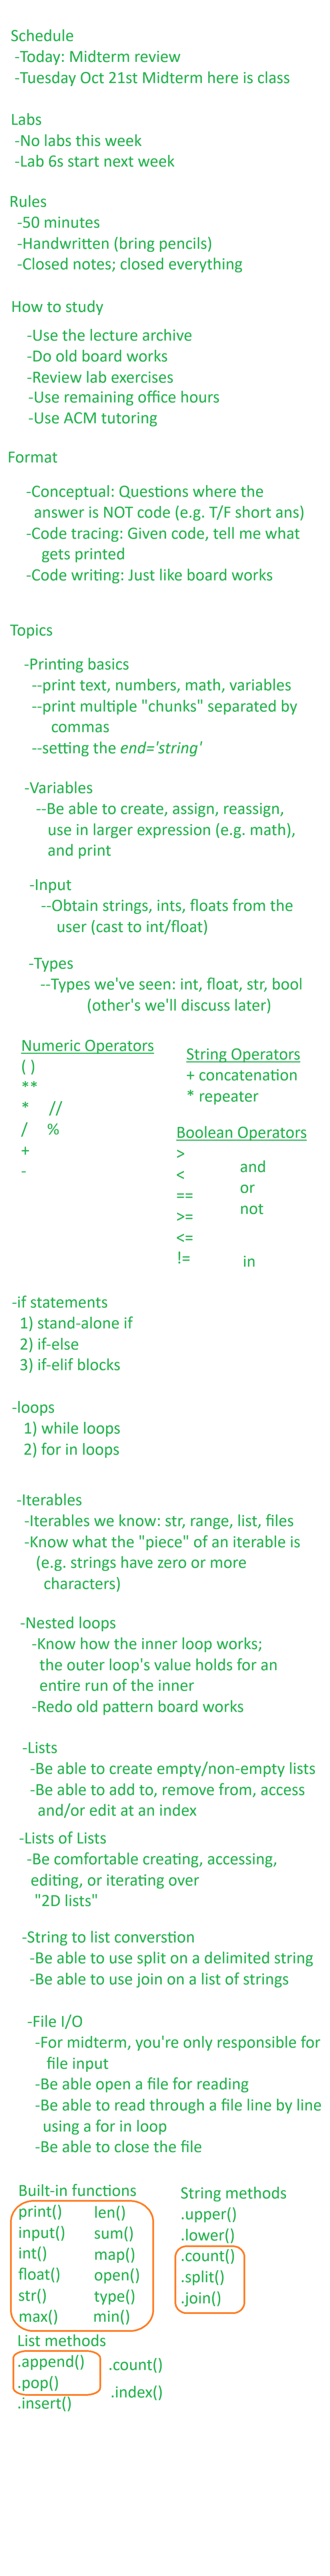 Schedule
-Today: Midterm review
-Tuesday Oct 21st Midterm here is class
Labs
-No labs this week
-Lab 6s start next week
Rules
-50 minutes
-Handwritten (bring pencils)
-Closed notes; closed everything
How to study
-Use the lecture archive
-Do old board works
-Review lab exercises
-Use remaining office hours
-Use ACM tutoring
Format
-Conceptual: Questions where the
answer is NOT code (e.g. T/F short ans)
-Code tracing: Given code, tell me what
gets printed
-Code writing: Just like board works
Topics
-Printing basics
--print text, numbers, math, variables
--print multiple "chunks" separated by
commas
--setting the end='string'
-Variables
--Be able to create, assign, reassign,
use in larger expression (e.g. math),
and print
-Input
--Obtain strings, ints, floats from the
user (cast to int/float)
-Types
--Types we've seen: int, float, str, bool
(other's we'll discuss later)
Numeric Operators
( )
**
* //
/ %
+
-
String Operators
+ concatenation
* repeater
Boolean Operators
>
<
==
>=
<=
!=
and
or
not
in
-if statements
1) stand-alone if
2) if-else
3) if-elif blocks
-loops
1) while loops
2) for in loops
-Iterables
-Iterables we know: str, range, list, files
-Know what the "piece" of an iterable is
(e.g. strings have zero or more
characters)
-Nested loops
-Know how the inner loop works;
the outer loop's value holds for an
entire run of the inner
-Redo old pattern board works
-Lists
-Be able to create empty/non-empty lists
-Be able to add to, remove from, access
and/or edit at an index
-Lists of Lists
-Be comfortable creating, accessing,
editing, or iterating over
"2D lists"
-String to list converstion
-Be able to use split on a delimited string
-Be able to use join on a list of strings
-File I/O
-For midterm, you're only responsible for
file input
-Be able open a file for reading
-Be able to read through a file line by line
using a for in loop
-Be able to close the file
Built-in functions
print() len()
input() sum()
int() map()
float() open()
str() type()
max() min()
String methods
.upper()
.lower()
.count()
.split()
.join()
List methods
.append() .count()
.pop()
.insert() .index()